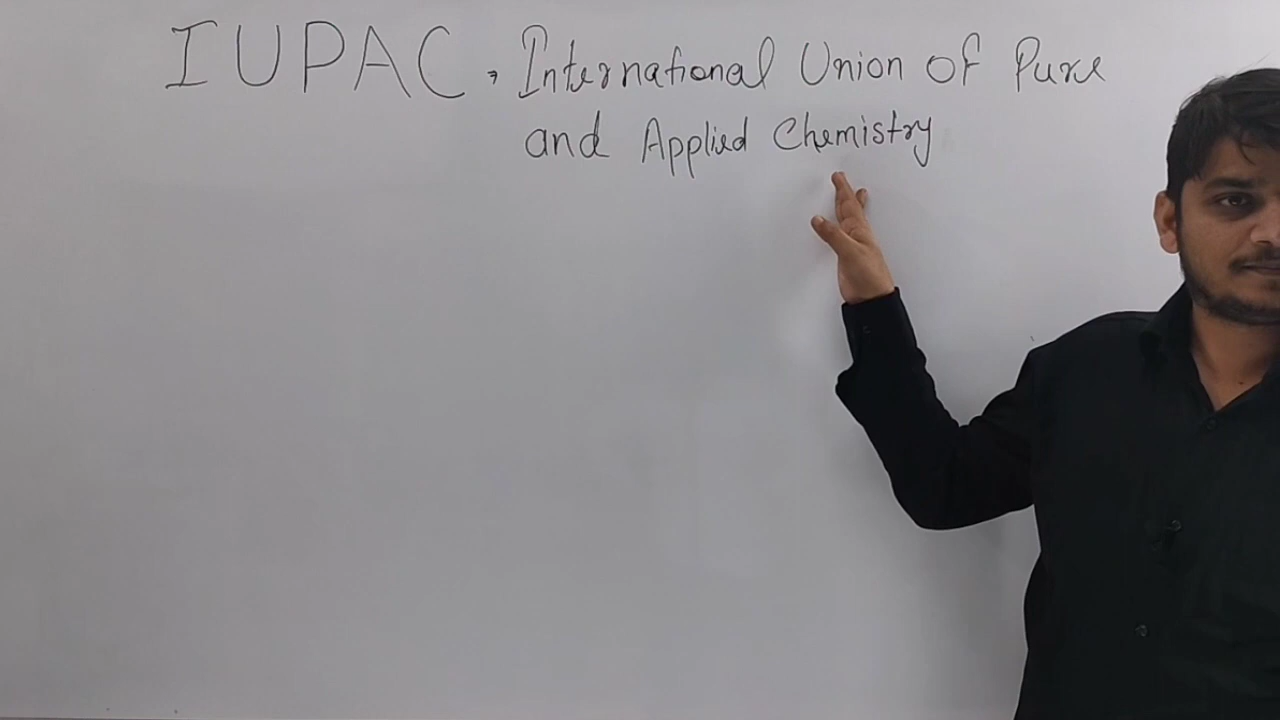 IUPAC → International Union of Pure
and Applied Chemistry